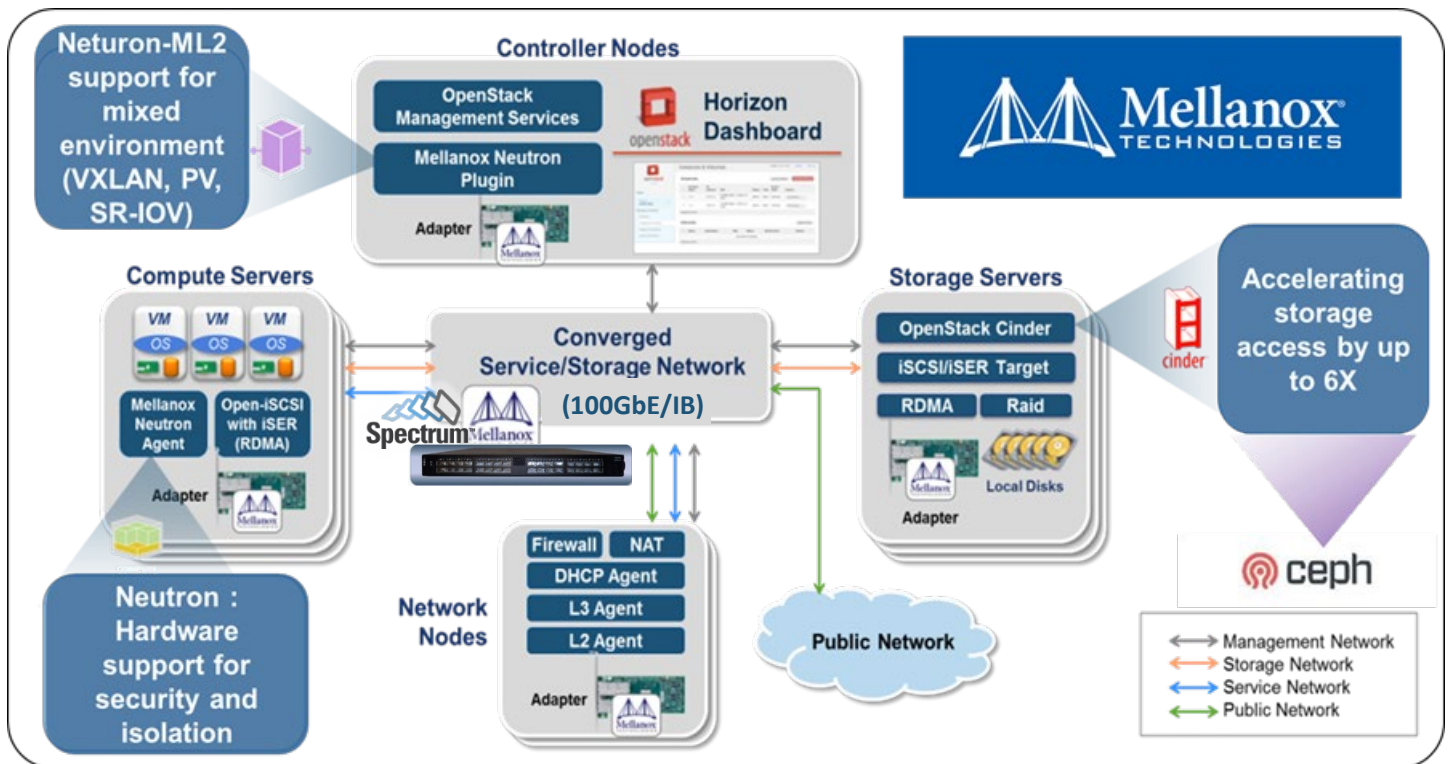 Neturon-ML2
support for
mixed
environment
(VXLAN, PV,
SR-IOV)
Controller Nodes
OpenStack
Management Services
Mellanox Neutron
Plugin
Adapter
Mellanox
openstack
Horizon
Dashboard
Mellanox®
TECHNOLOGIES
Compute Servers
VM
OS
VM
OS
VM
OS
Mellanox
Neutron
Agent
Open-iSCSI
with iSER
(RDMA)
Adapter
Mellanox
Converged
Service/Storage Network
(100GbE/IB)
Spectrum™
Mellanox
Storage Servers
OpenStack Cinder
iSCSI/iSER Target
RDMA
Raid
Mellanox
Adapter
Local Disks
cinder
Accelerating
storage
access by up
to 6X
ceph
Neutron :
Hardware
support for
security and
isolation
Network
Nodes
Firewall
NAT
DHCP Agent
L3 Agent
L2 Agent
Adapter
Mellanox
Public Network
Management Network
Storage Network
Service Network
Public Network